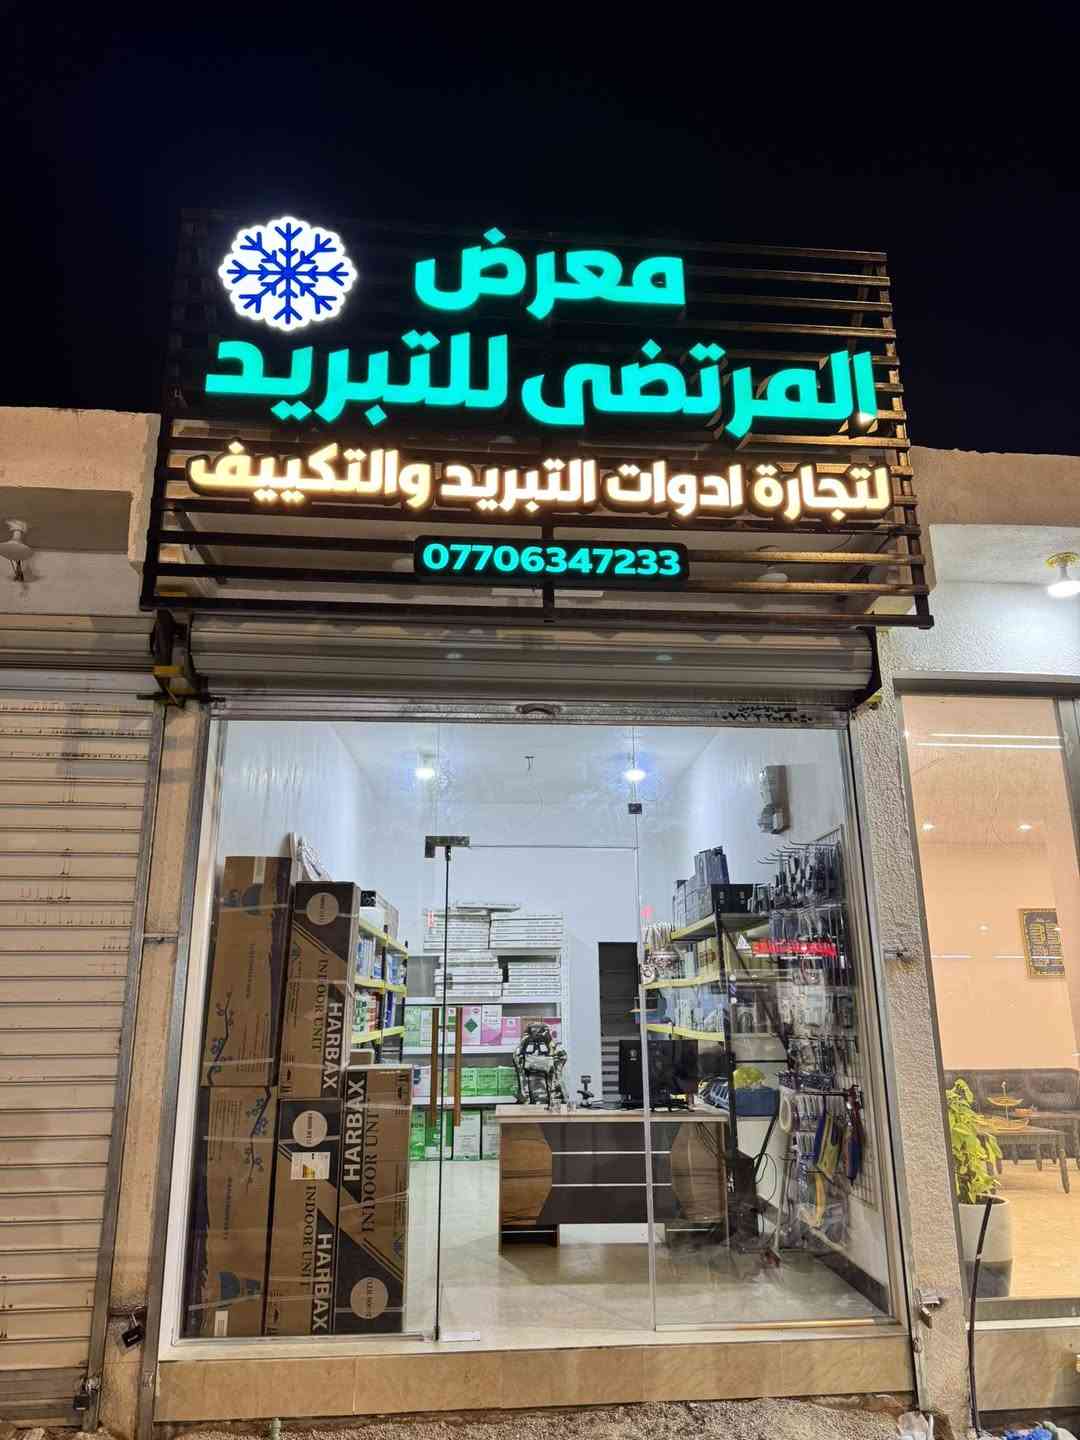 معرض
المرتضى للتبريد
لتجارة ادوات التبريد والتكييف
07706347233
HARBAX
INDOOR UNIT
HARBAX
INDOOR UNIT
HARBAX
INDOOR UNIT